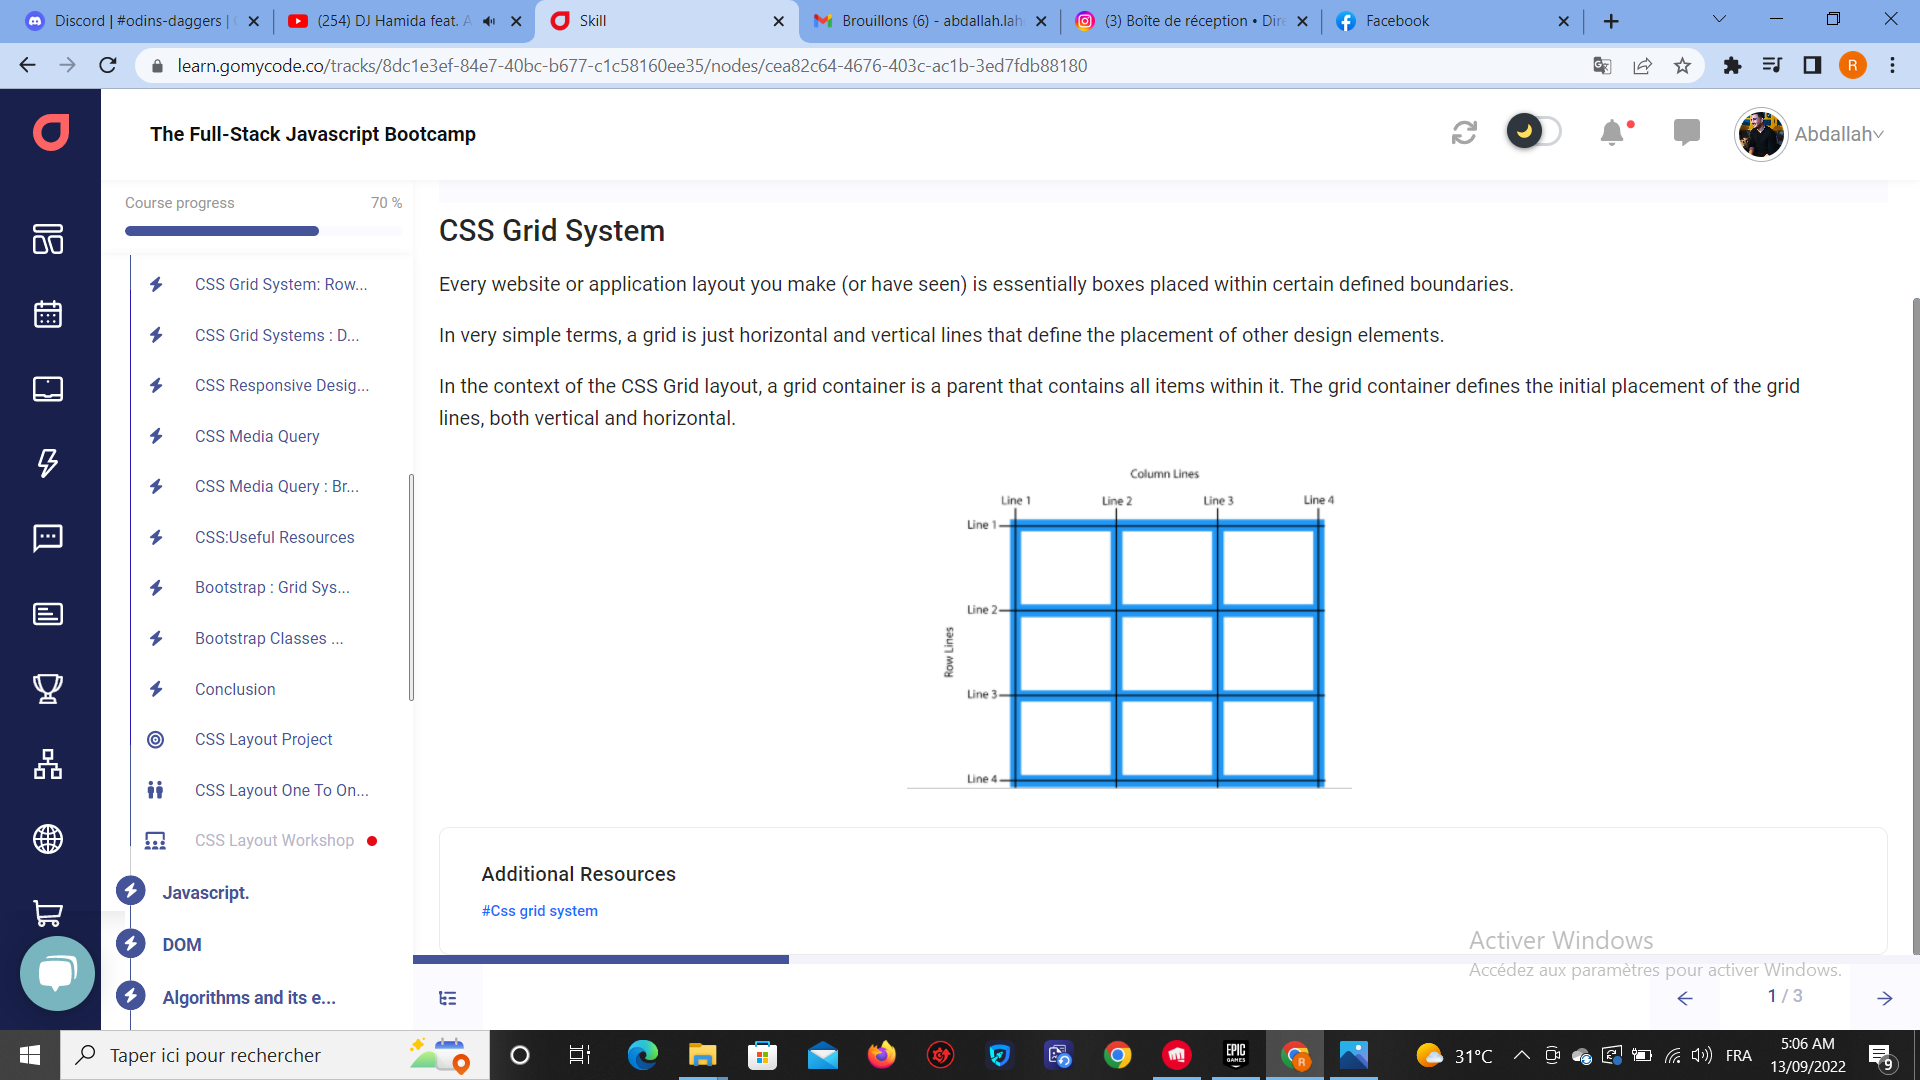 Discord | #odins-daggers |
(254) DJ Hamida feat. A
Skill
Brouillons (6) - abdallah.lah
(3) Boîte de réception • Dire
Facebook
learn.gomycode.co/tracks/8dc1e3ef-84e7-40bc-b677-c1c58160ee35/nodes/cea82c64-4676-403c-ac1b-3ed7fdb88180
R
The Full-Stack Javascript Bootcamp
Abdallah
Course progress 70 %
CSS Grid System: Row...
CSS Grid Systems : D...
CSS Responsive Desig...
CSS Media Query
CSS Media Query : Br...
CSS:Useful Resources
Bootstrap : Grid Sys...
Bootstrap Classes ...
Conclusion
CSS Layout Project
CSS Layout One To On...
CSS Layout Workshop
Javascript.
DOM
Algorithms and its e...
CSS Grid System
Every website or application layout you make (or have seen) is essentially boxes placed within certain defined boundaries.
In very simple terms, a grid is just horizontal and vertical lines that define the placement of other design elements.
In the context of the CSS Grid layout, a grid container is a parent that contains all items within it. The grid container defines the initial placement of the grid
lines, both vertical and horizontal.
Column Lines
Line 1 Line 2 Line 3 Line 4
Line 1
Line 2
Row Lines
Line 3
Line 4
Additional Resources
#Css grid system
Activer Windows
Accédez aux paramètres pour activer Windows.
1 / 3
Taper ici pour rechercher
EPIC
GAMES
R
31°C
FRA
5:06 AM
13/09/2022
9